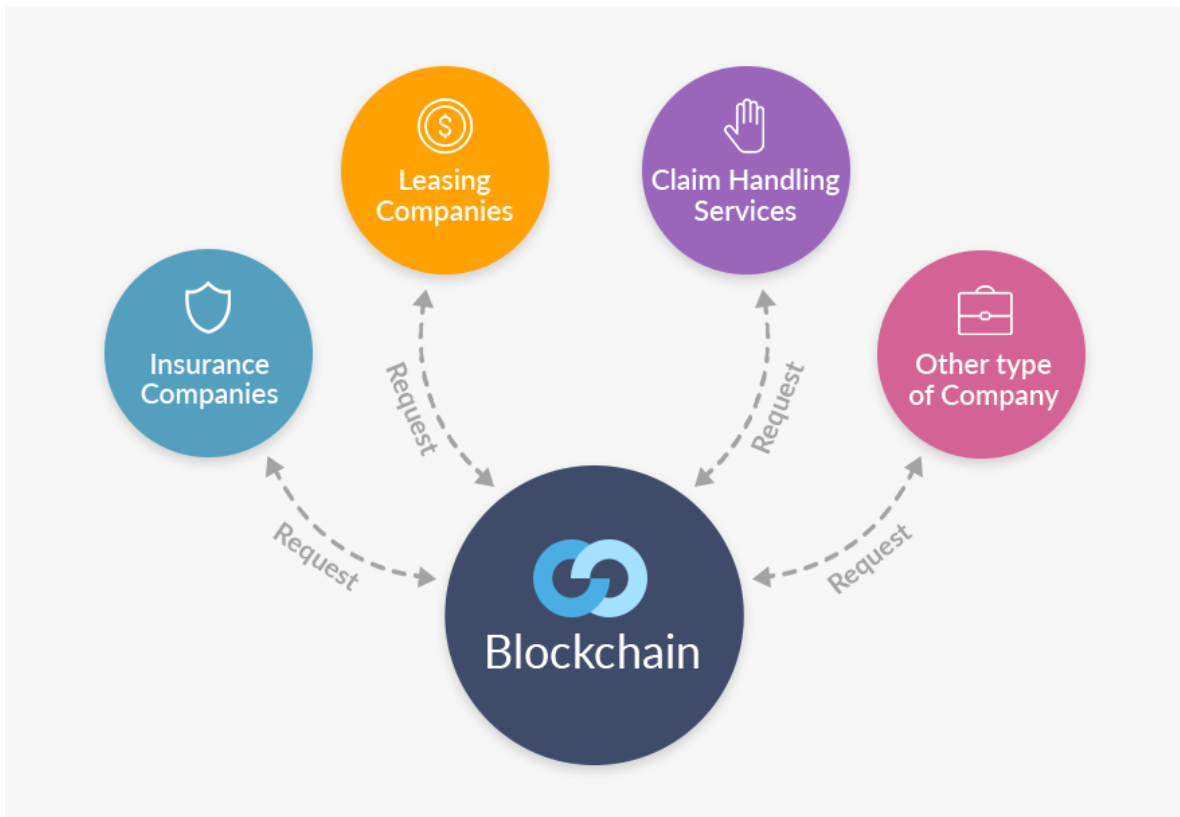 Leasing
Companies
Claim Handling
Services
Insurance
Companies
Other type
of Company
Request
Request
Request
Request
Blockchain